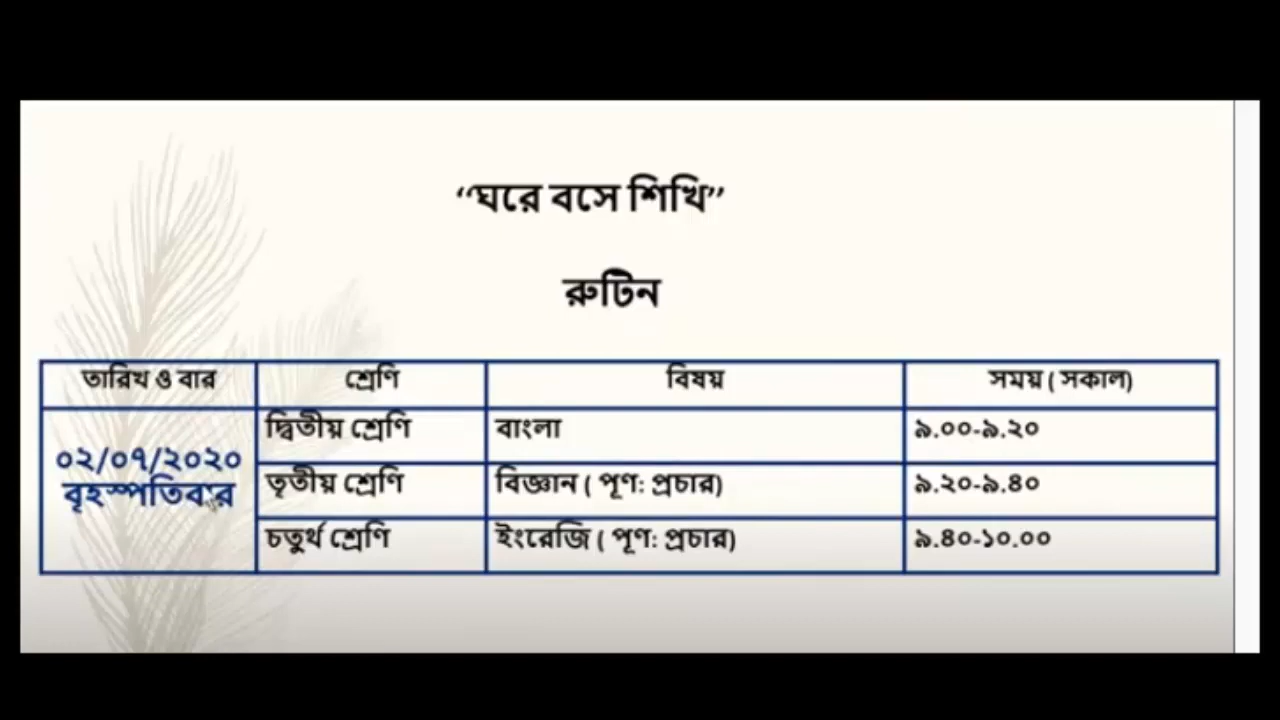 “ঘরে বসে শিখি”
রুটিন
তারিখ ও বার শ্রেণি বিষয় সময় ( সকাল)
০২/০৭/২০২০
বৃহস্পতিবার
দ্বিতীয় শ্রেণি বাংলা ৯.০০-৯.২০
তৃতীয় শ্রেণি বিজ্ঞান ( পূণ: প্রচার) ৯.২০-৯.৪০
চতুর্থ শ্রেণি ইংরেজি ( পূণ: প্রচার) ৯.৪০-১০.০০